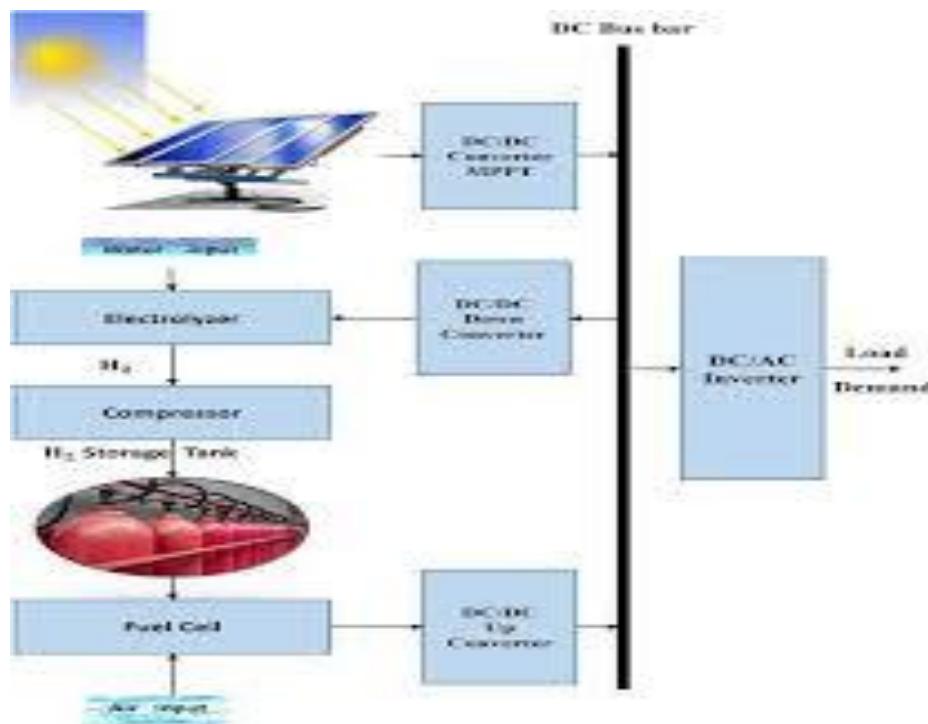 DC Bus bar
DC/DC
Converter
MPPT
Water Input
Electrolyzer
DC/DC
Down
Converter
H₂
Compressor
DC/AC
Inverter
Load
Demand
H₂ Storage Tank
Fuel Cell
DC/DC
Up
Converter
Air Input